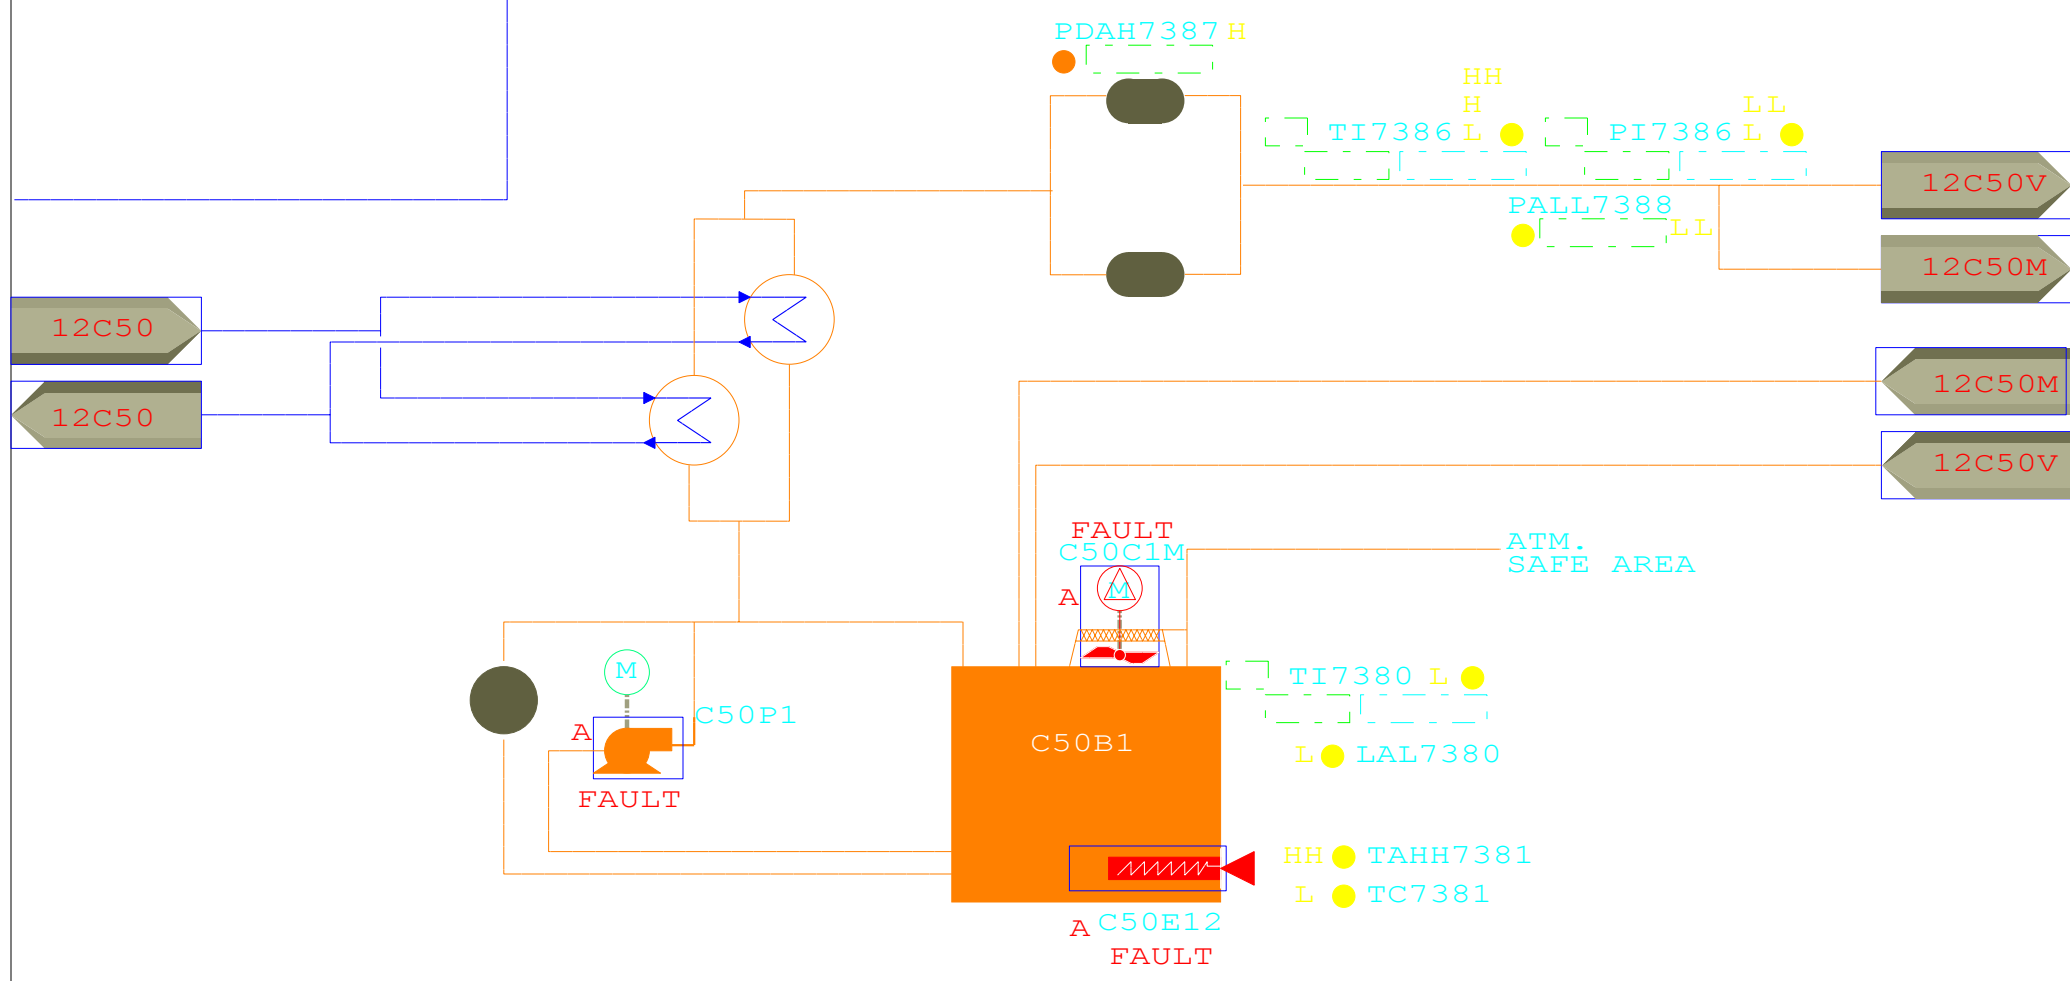 PDAH7387 H
HH
H
TI7386 L
LL
PI7386 L
12C50V
PALL7388
LL
12C50M
12C50
12C50
12C50M
12C50V
FAULT
C50C1M
M
A
ATM.
SAFE AREA
M
C50P1
A
FAULT
TI7380 L
C50B1
L LAL7380
HH TAHH7381
L TC7381
A C50E12
FAULT